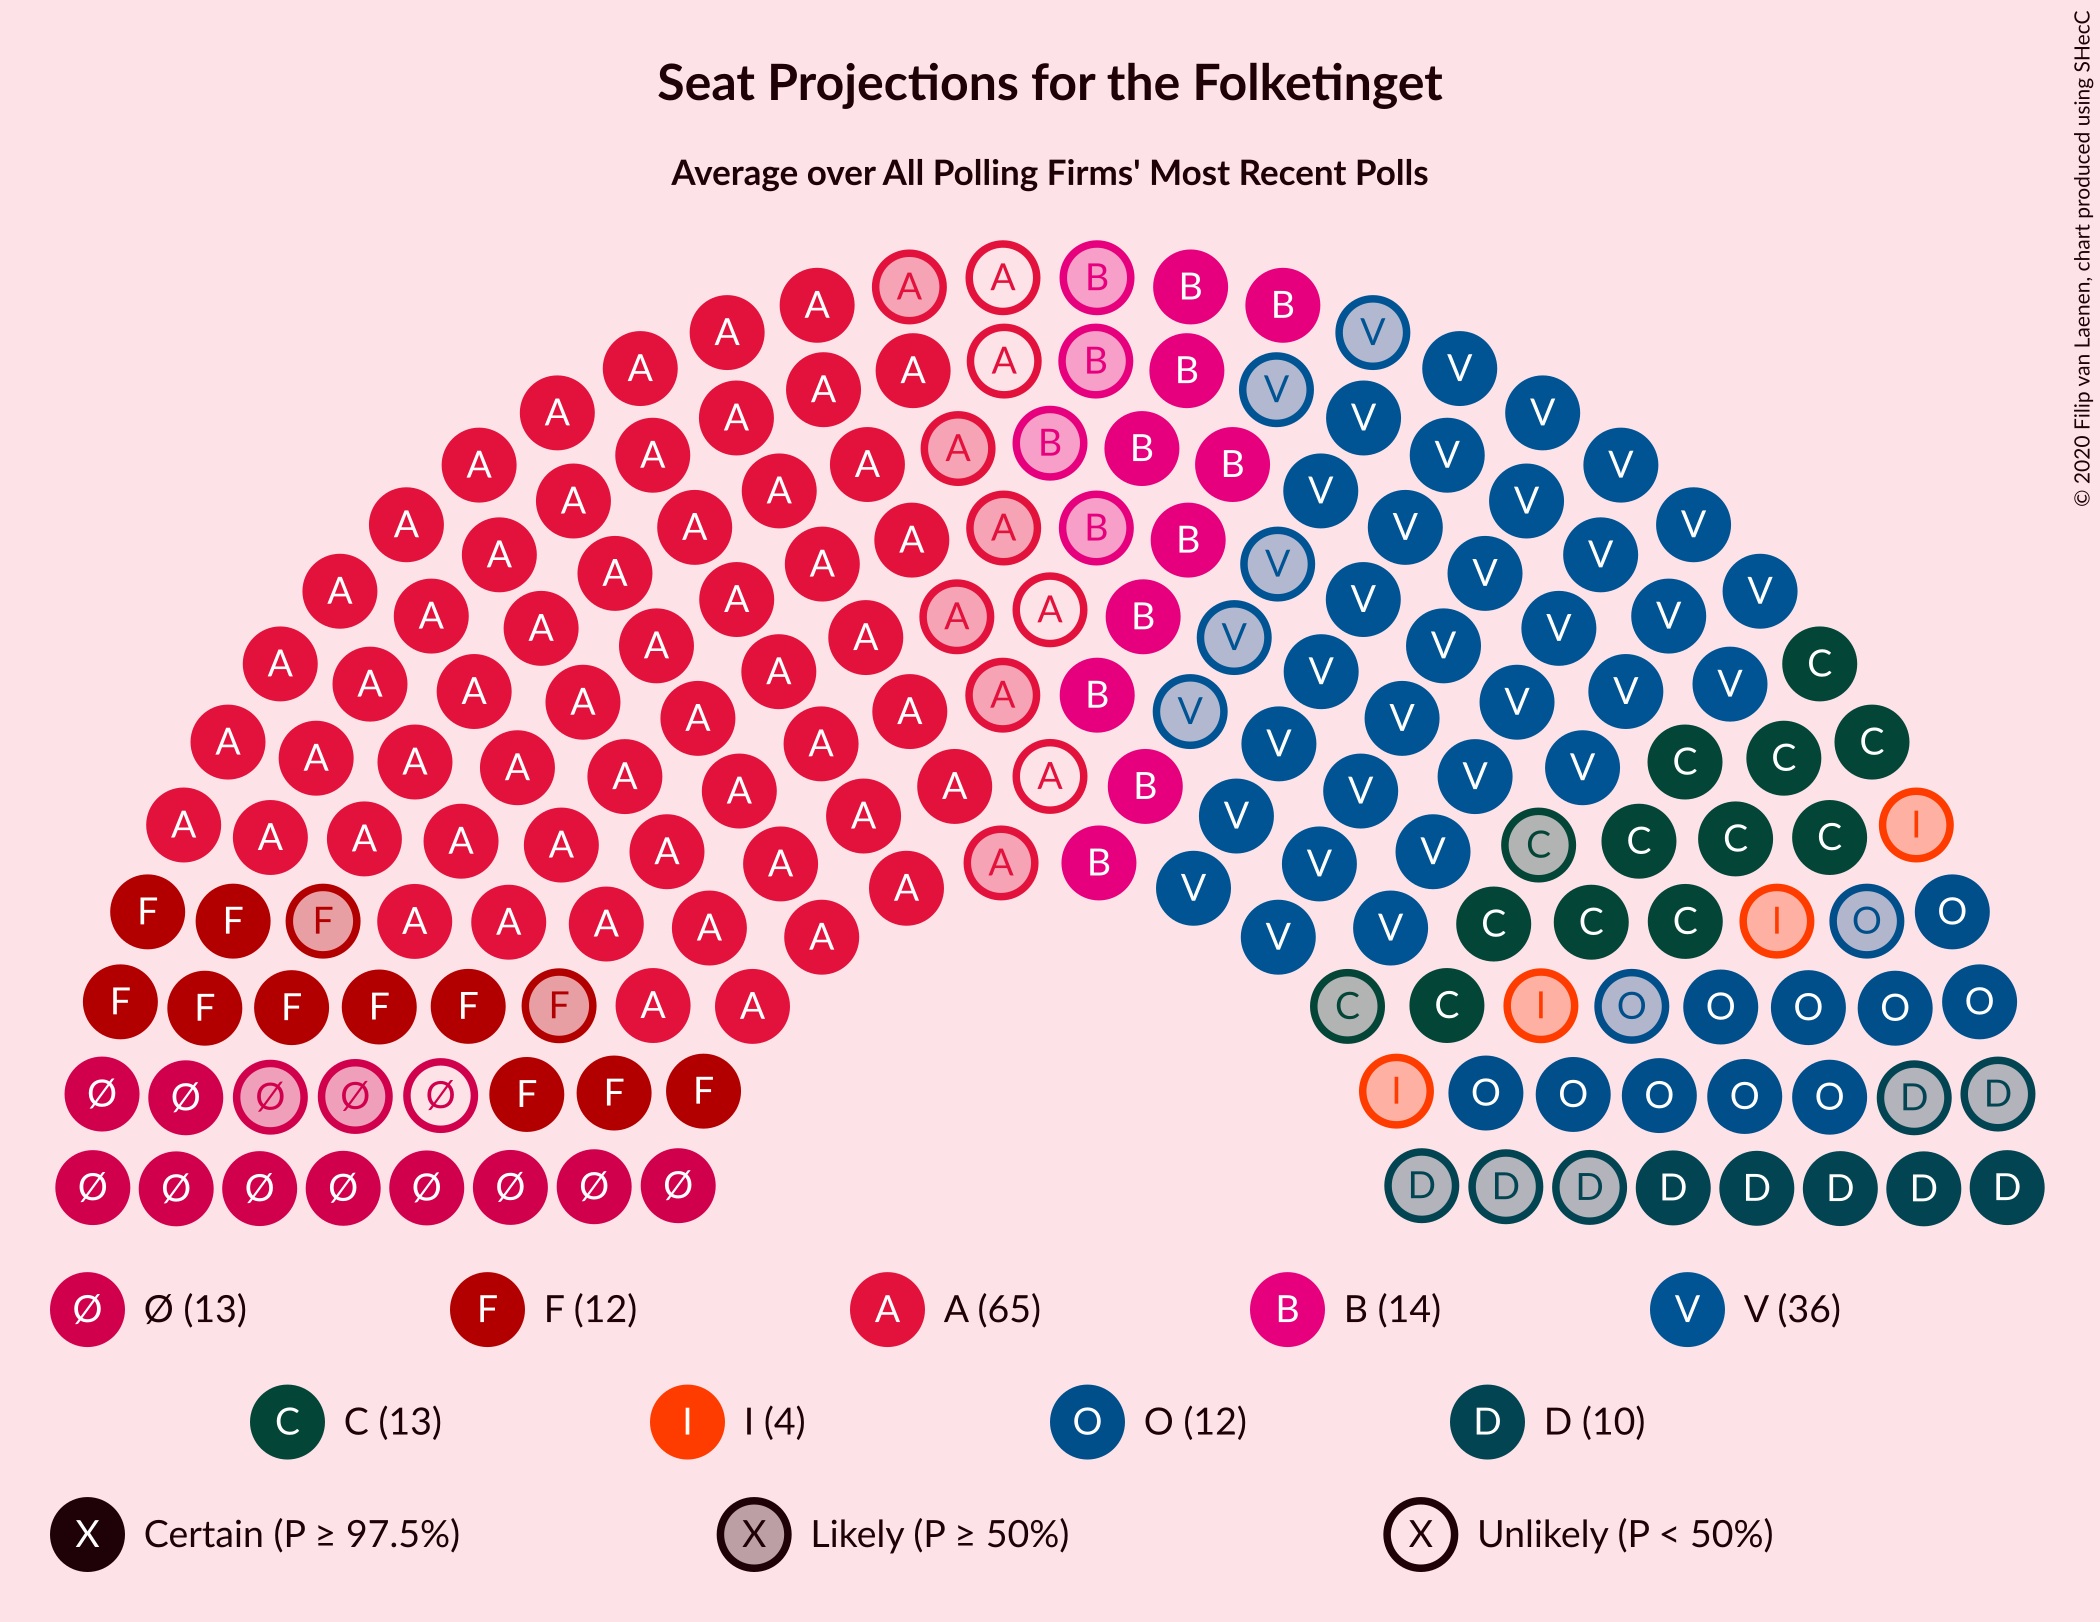 © 2020 Filip van Laenen, chart produced using SHecC
Seat Projections for the Folketinget
Average over All Polling Firms' Most Recent Polls
A B
A B
A B
A V
A B
A V
A B
A V
A V
A V
B
A B
A V
A A B V
A V
A V
A A A B V V
A B
A V
A V
A V
A V
A V
A
A A B V
A V
A V
A V
A C
A V
A V
A A B V
A V
A V
A V
A A V C
A A C C
A V
A A V
A B
A V
A V
A I
A A A A C C C C
A V
A A B V
A V
F O
F F A A A A V C C C I O
A V
F F F F F F A A C C I O O O O O
Ø Ø Ø Ø Ø F F F I O O O O O D D
Ø Ø Ø Ø Ø Ø Ø Ø D D D D D D D D
Ø Ø (13) F F (12) A A (65) B B (14) V V (36)
C C (13) I I (4) O O (12) D D (10)
X Certain (P ≥ 97.5%) X Likely (P ≥ 50%) X Unlikely (P < 50%)